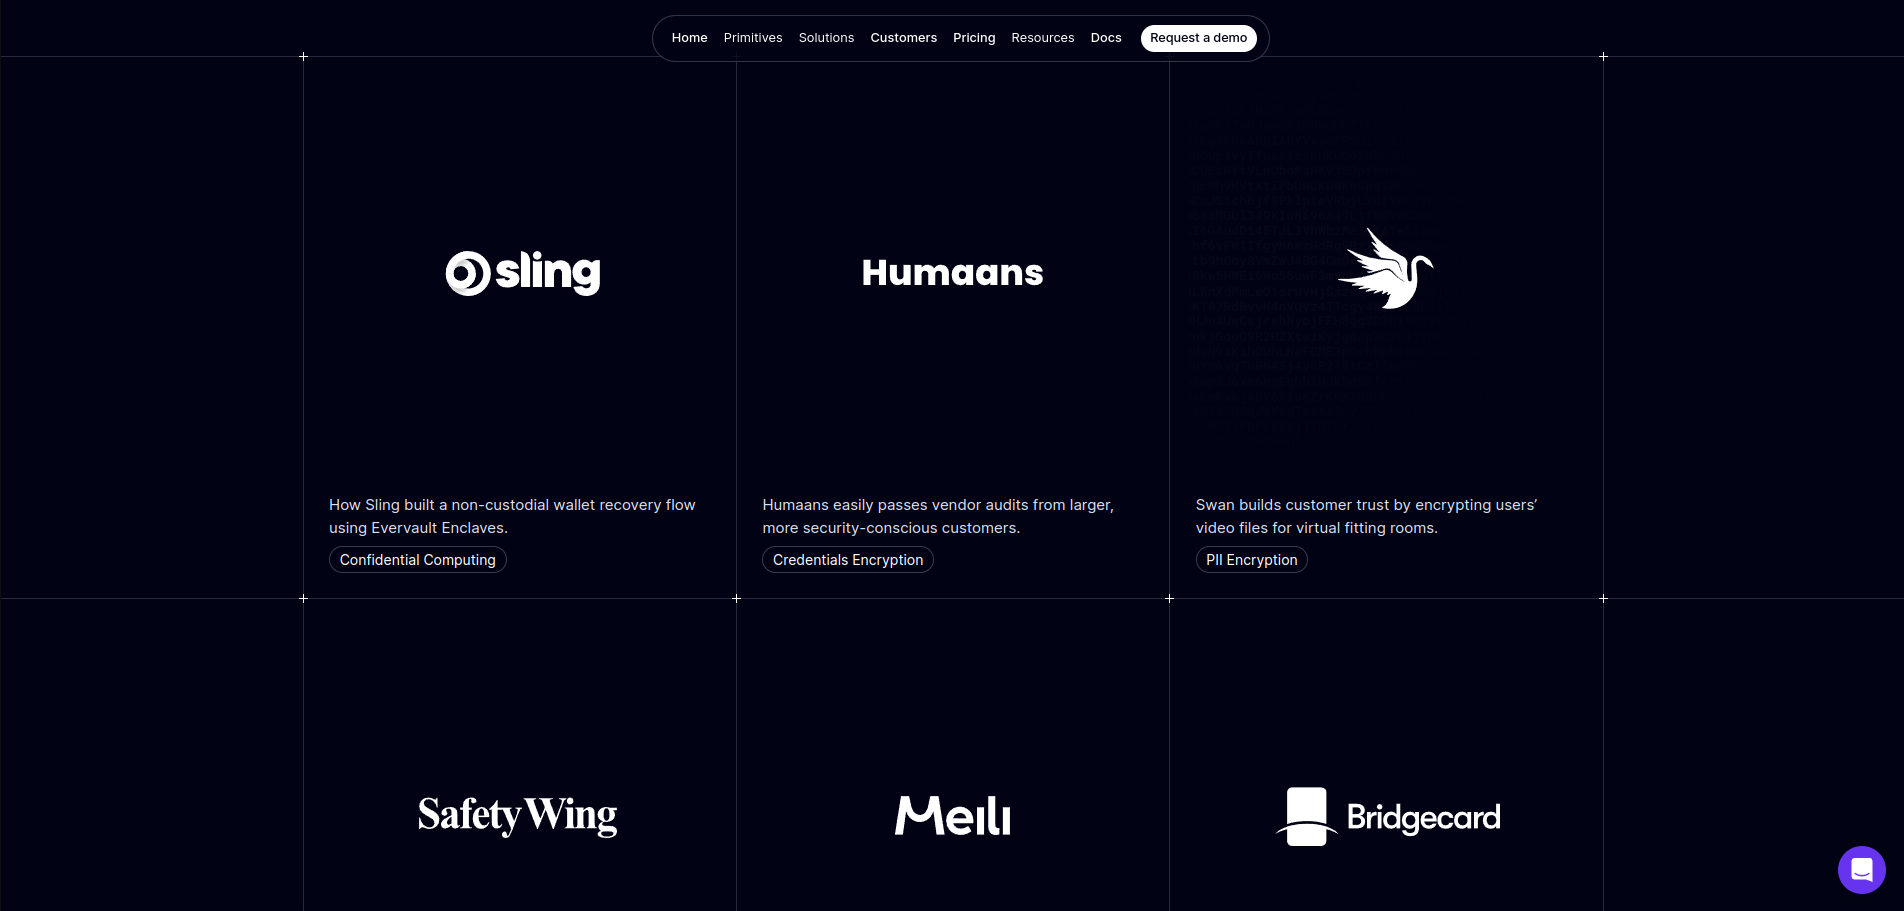 Home Primitives Solutions Customers Pricing Resources Docs Request a demo
sling
Humaans
How Sling built a non-custodial wallet recovery flow
using Evervault Enclaves.
Confidential Computing
Humaans easily passes vendor audits from larger,
more security-conscious customers.
Credentials Encryption
Swan builds customer trust by encrypting users’
video files for virtual fitting rooms.
PII Encryption
SafetyWing
Meili
Bridgecard